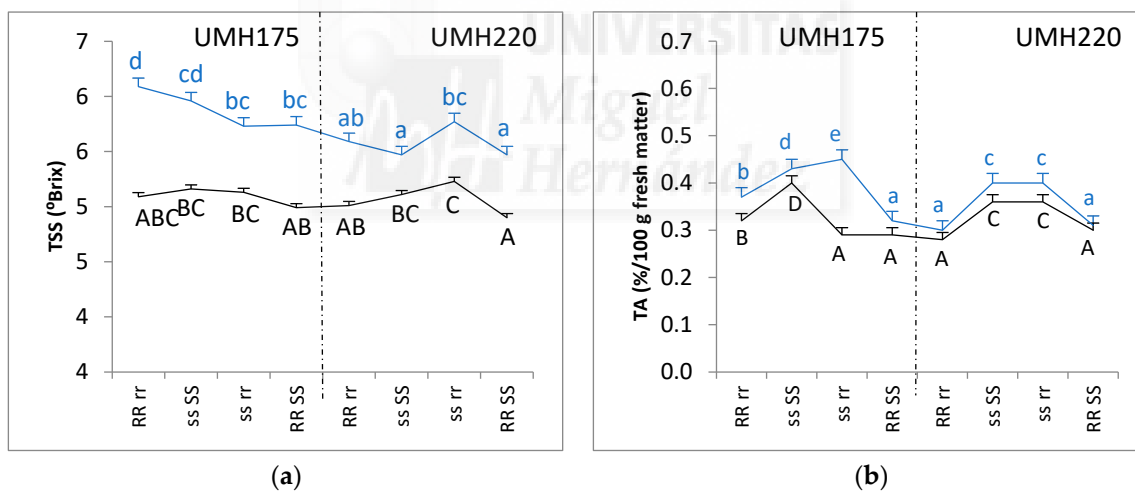 UNIVERSITAS
Miguel
Hernández
UMH175
UMH220
7
6
6
5
5
4
4
TSS (ºBrix)
d
cd
bc
bc
ab
a
bc
a
ABC
BC
BC
AB
AB
BC
C
A
RR rr
ss SS
ss rr
RR SS
RR rr
ss SS
ss rr
RR SS
(a)
UMH175
UMH220
0.7
0.6
0.5
0.4
0.3
0.2
0.1
0.0
TA (%/100 g fresh matter)
b
d
e
a
a
c
c
a
B
D
A
A
A
C
C
A
RR rr
ss SS
ss rr
RR SS
RR rr
ss SS
ss rr
RR SS
(b)